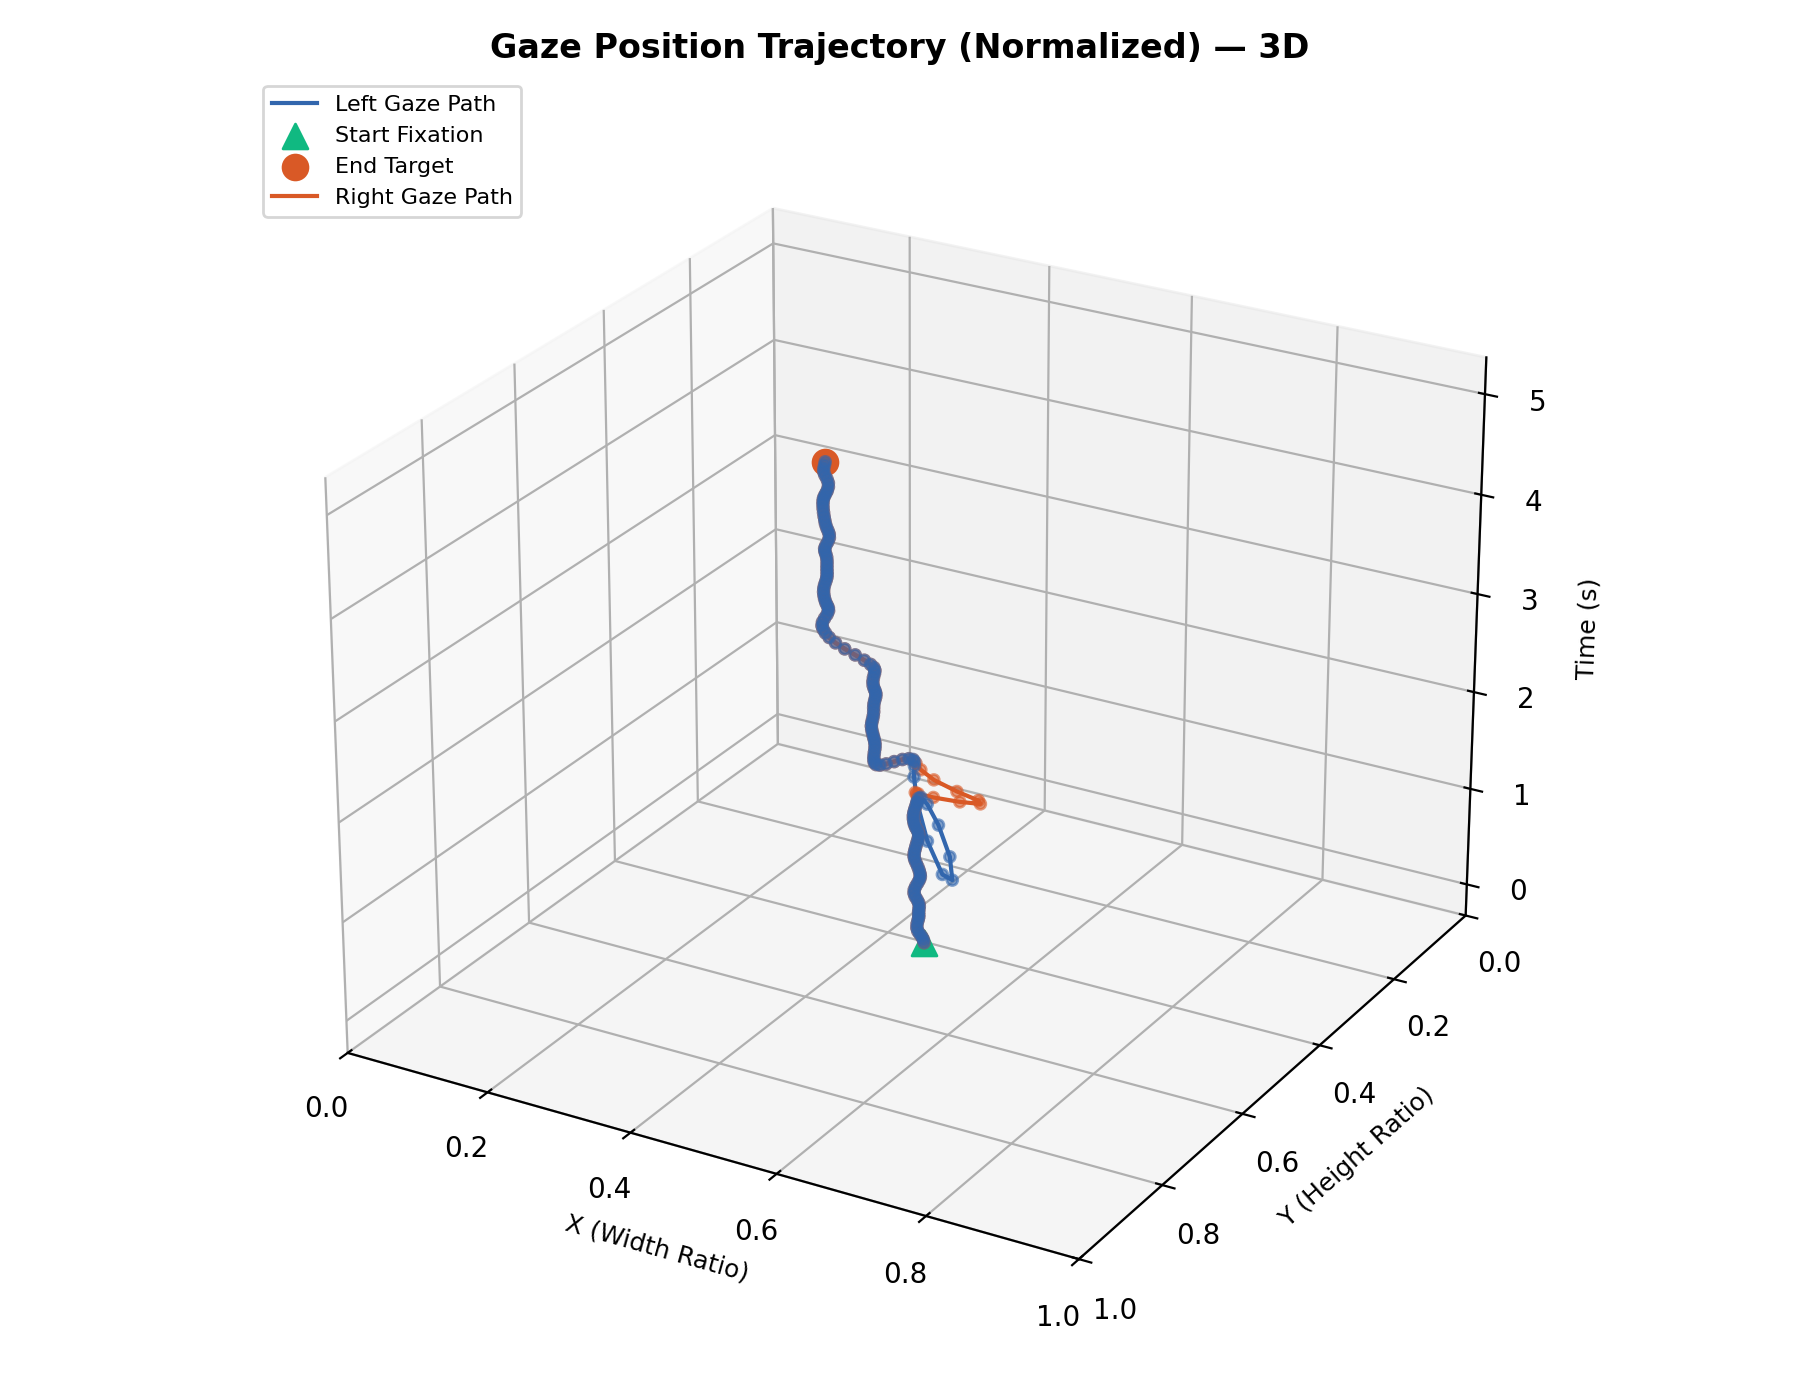 Gaze Position Trajectory (Normalized) — 3D
Left Gaze Path
Start Fixation
End Target
Right Gaze Path
5
4
3
2
1
0
Time (s)
0.0
0.2
0.4
0.6
0.8
1.0
Y (Height Ratio)
0.0
0.2
0.4
0.6
0.8
1.0
X (Width Ratio)